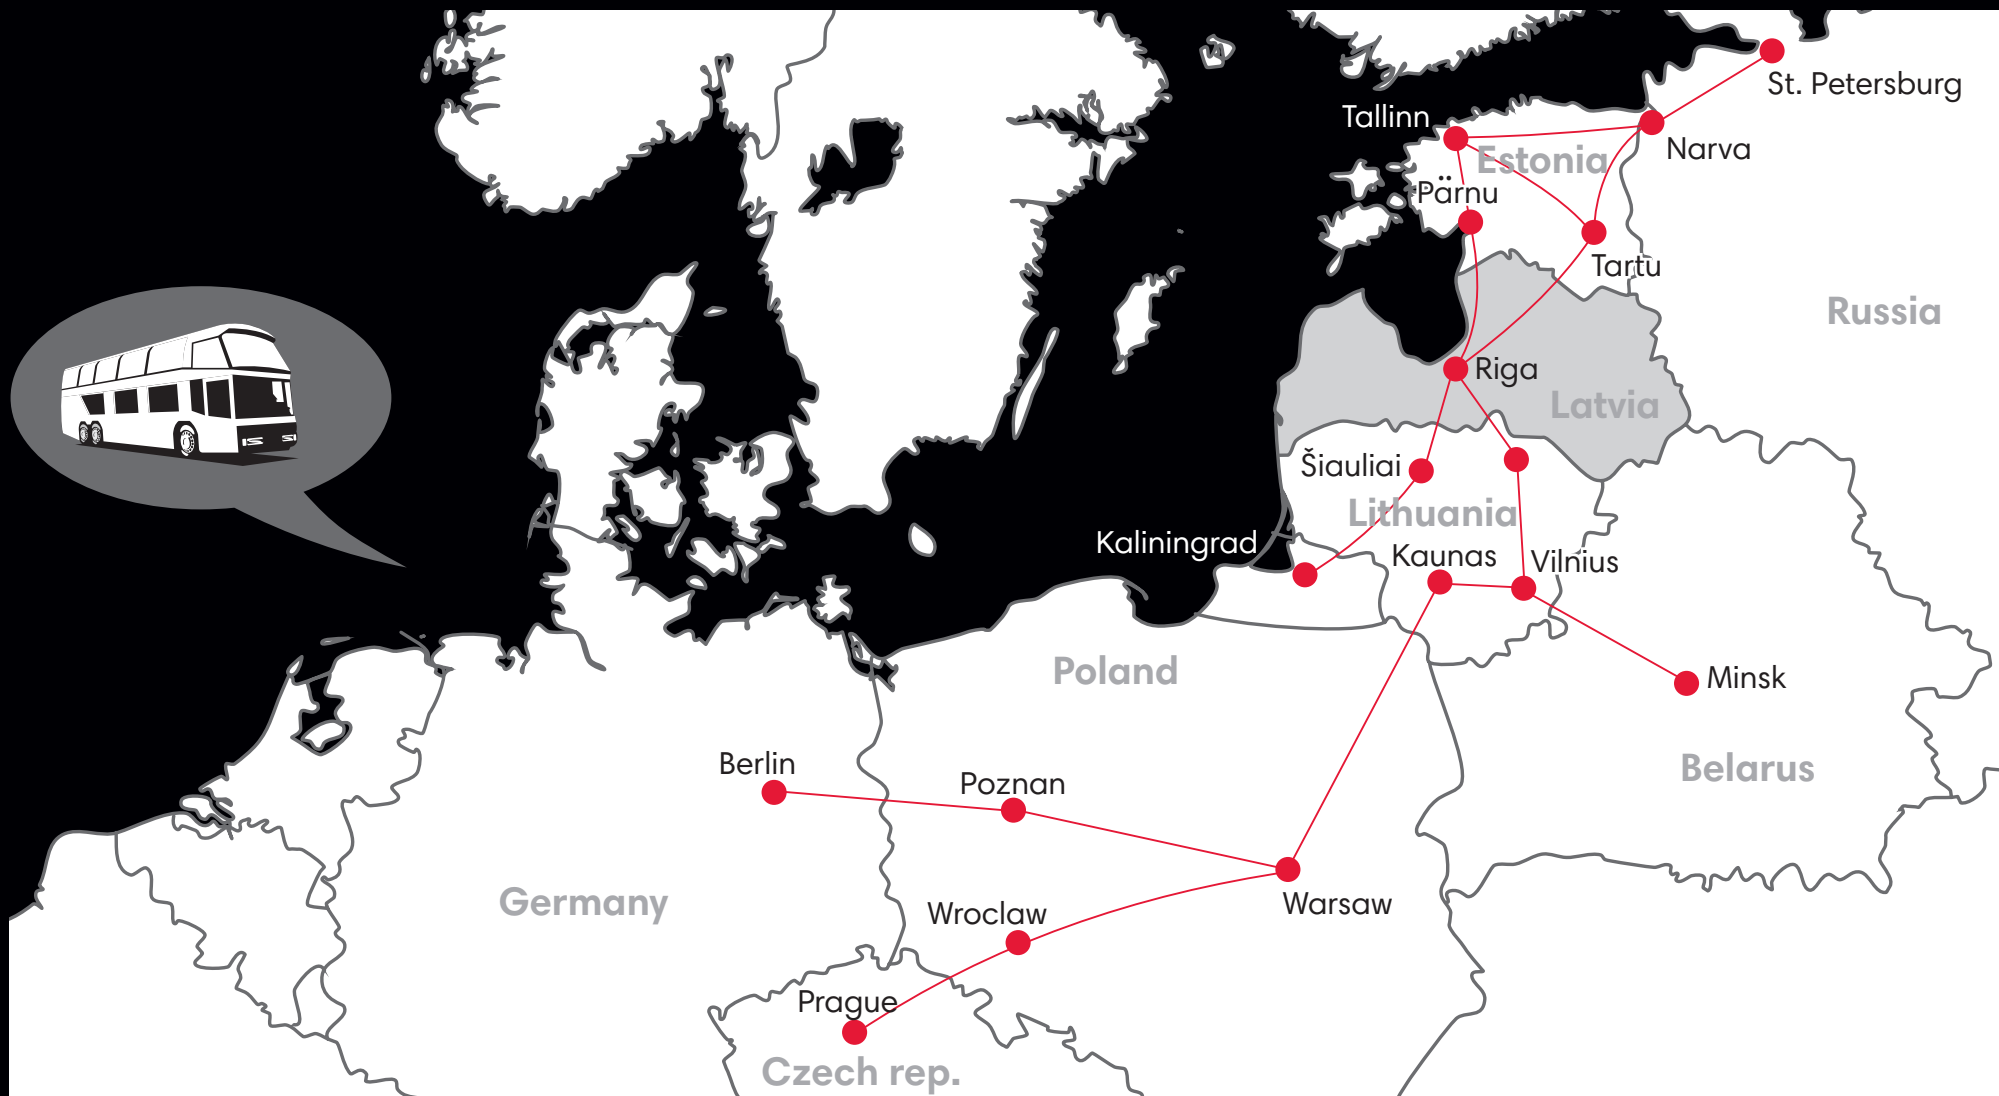 St. Petersburg
Tallinn
Narva
Estonia
Pärnu
Tartu
Russia
Riga
Latvia
Šiauliai
Lithuania
Kaliningrad
Kaunas
Vilnius
Poland
Minsk
Berlin
Poznan
Belarus
Germany
Warsaw
Wroclaw
Prague
Czech rep.